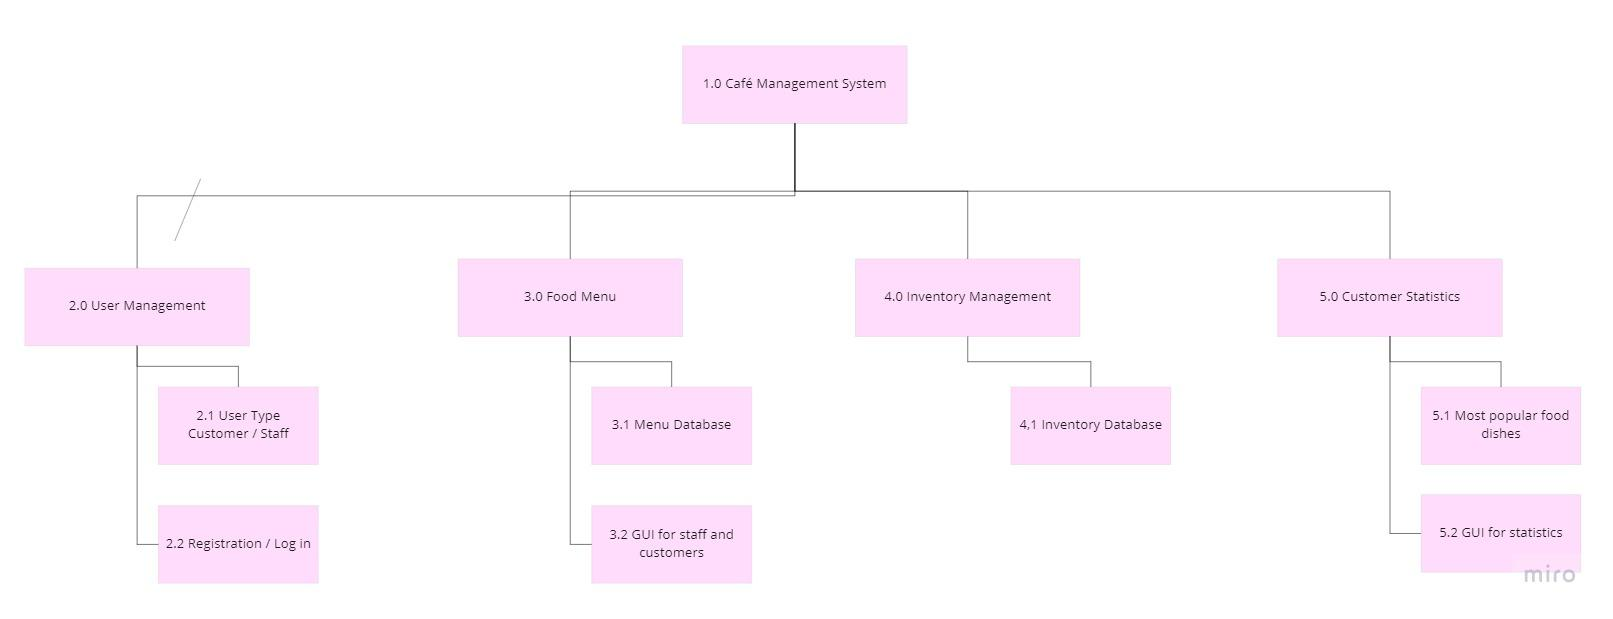 1.0 Café Management System
2.0 User Management
3.0 Food Menu
4.0 Inventory Management
5.0 Customer Statistics
2.1 User Type
Customer / Staff
3.1 Menu Database
4,1 Inventory Database
5.1 Most popular food
dishes
2.2 Registration / Log in
3.2 GUI for staff and
customers
5.2 GUI for statistics
miro